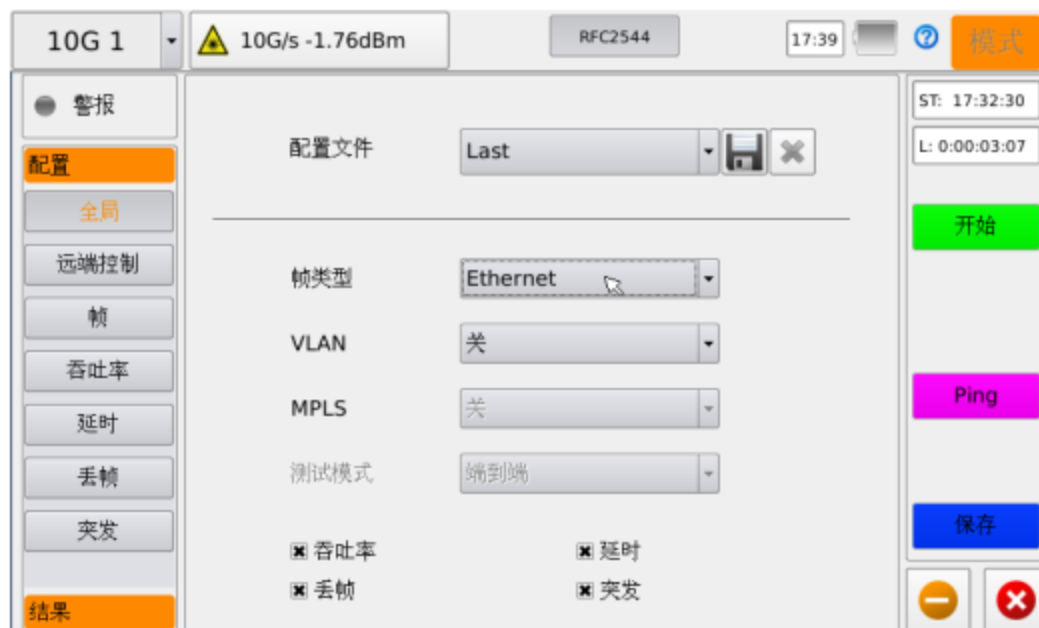 10G 1
10G/s -1.76dBm
RFC2544
17:39
模式
警报
配置
全局
远端控制
帧
吞吐率
延时
丢帧
突发
结果
配置文件 Last
帧类型 Ethernet
VLAN 关
MPLS 关
测试模式 端到端
吞吐率 延时
丢帧 突发
ST: 17:32:30
L: 0:00:03:07
开始
Ping
保存